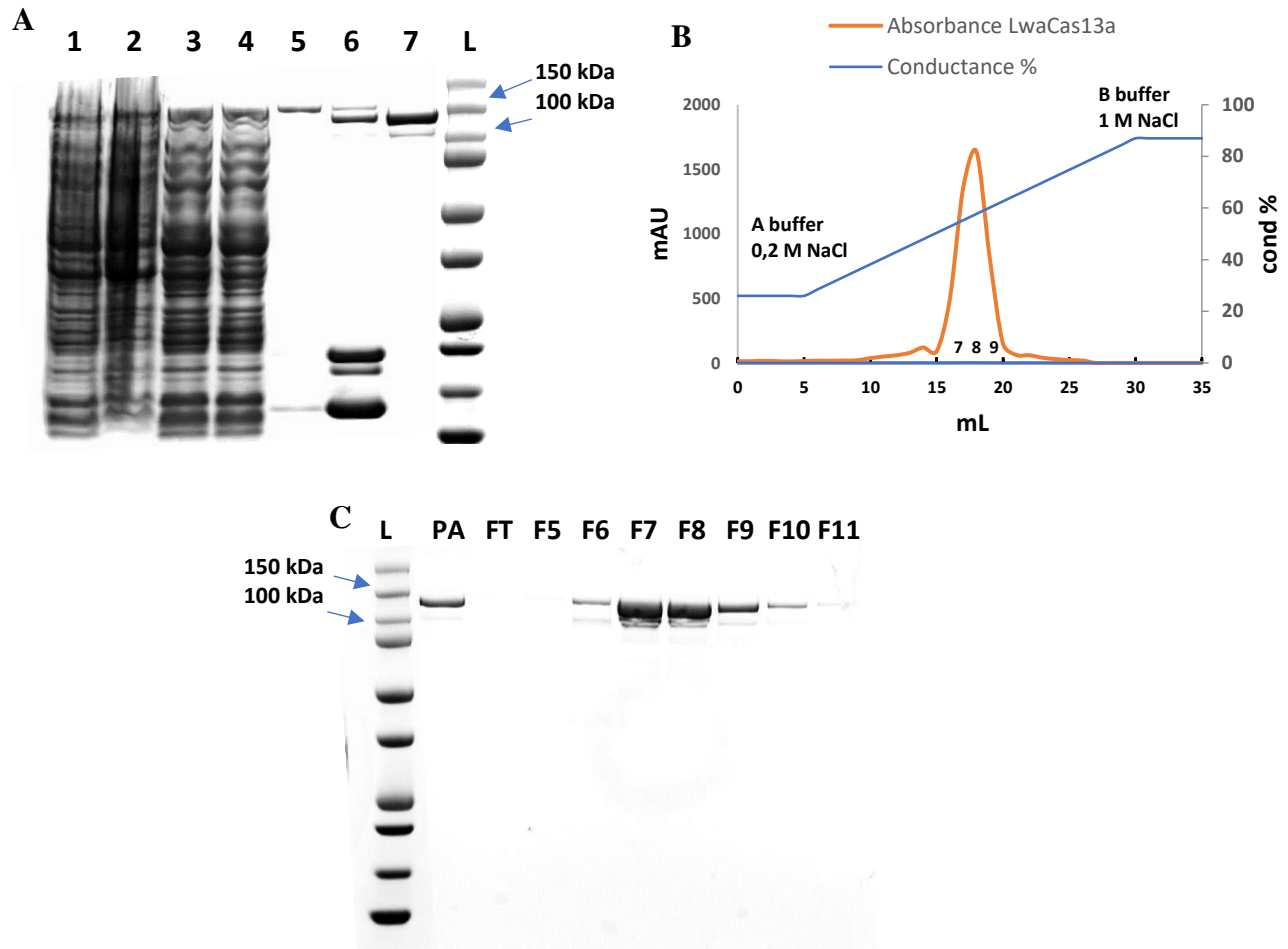 A
1 2 3 4 5 6 7 L
150 kDa
100 kDa
B
Absorbance LwaCas13a
Conductance %
2000
1500
1000
500
0
mAU
A buffer
0,2 M NaCl
B buffer
1 M NaCl
7 8 9
100
80
60
40
20
0
cond %
0 5 10 15 20 25 30 35
mL
C
L PA FT F5 F6 F7 F8 F9 F10 F11
150 kDa
100 kDa